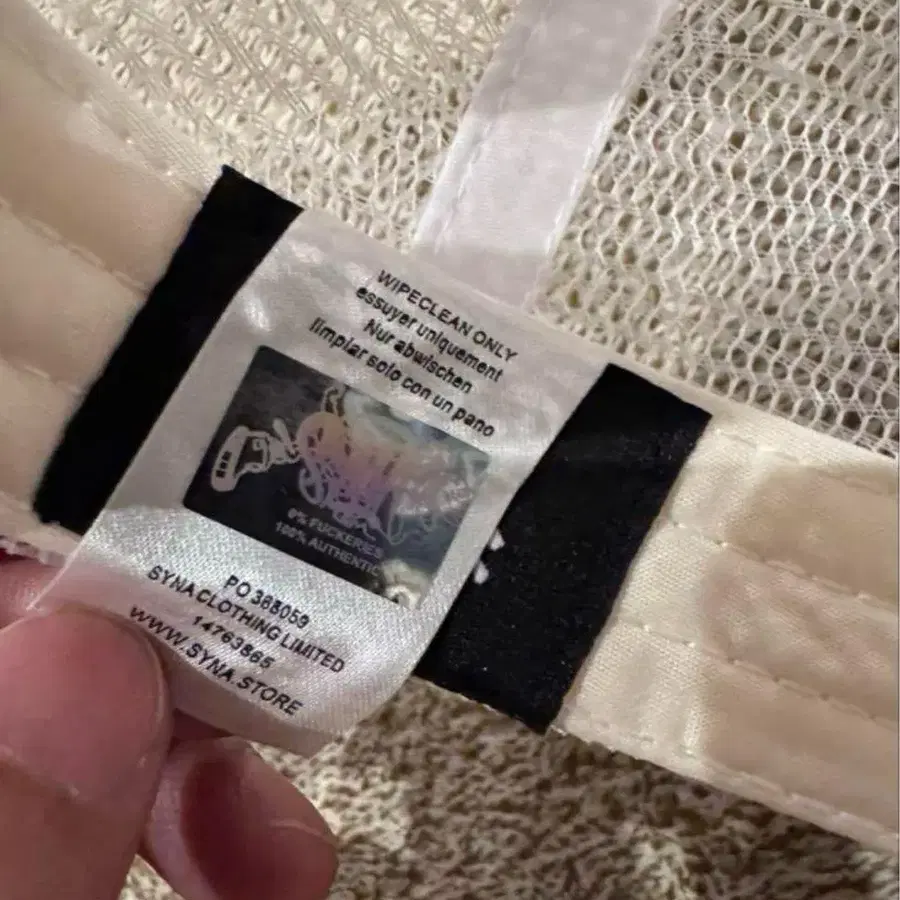 WIPECLEAN ONLY
essuyer uniquement
Nur abwischen
limpiar solo con un pano
0% FUCKERIES
100% AUTHENTIC
PO 388059
SYNA CLOTHING LIMITED
14763865
WWW.SYNA.STORE